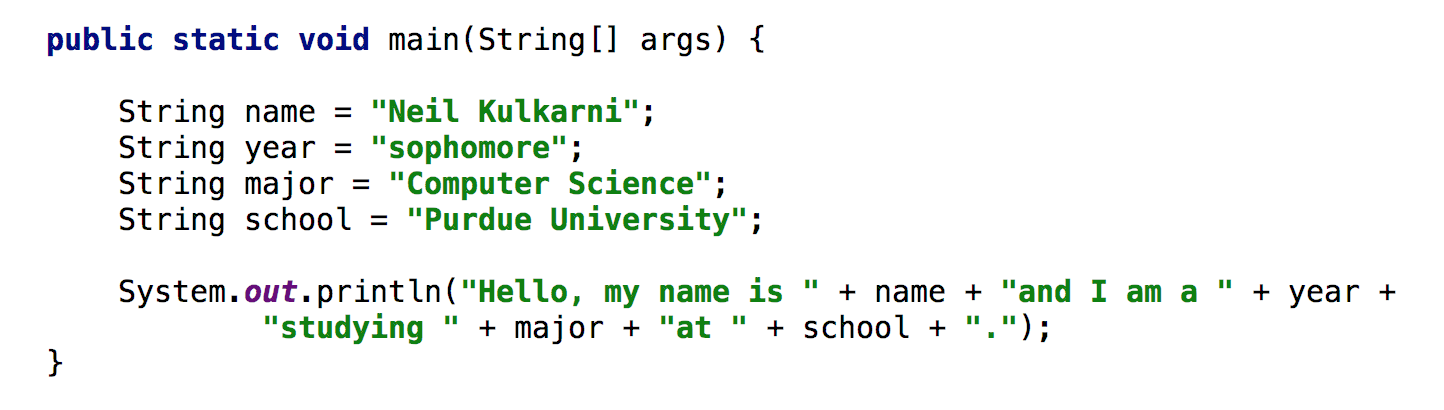 public static void main(String[] args) {
String name = "Neil Kulkarni";
String year = "sophomore";
String major = "Computer Science";
String school = "Purdue University";
System.out.println("Hello, my name is " + name + "and I am a " + year +
"studying " + major + "at " + school + ".");
}